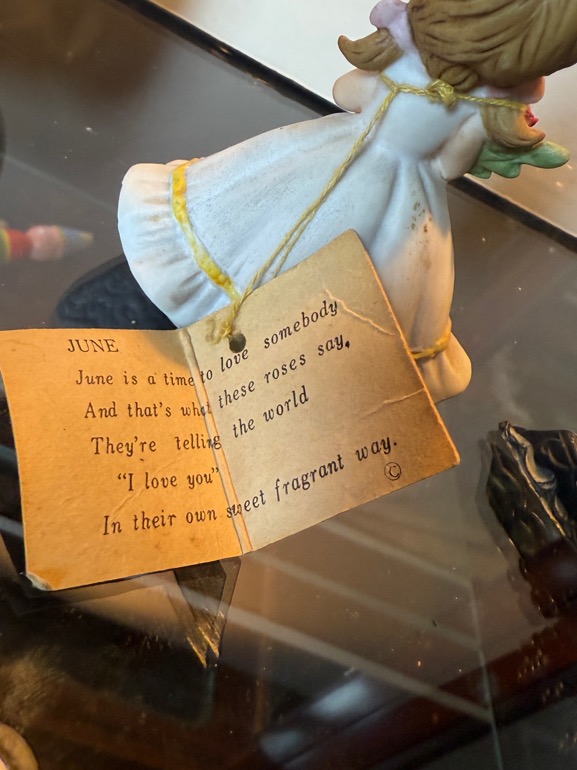 JUNE
June is a time to love somebody
And that's what these roses say.
They're telling the world
"I love you"
In their own sweet fragrant way.
©